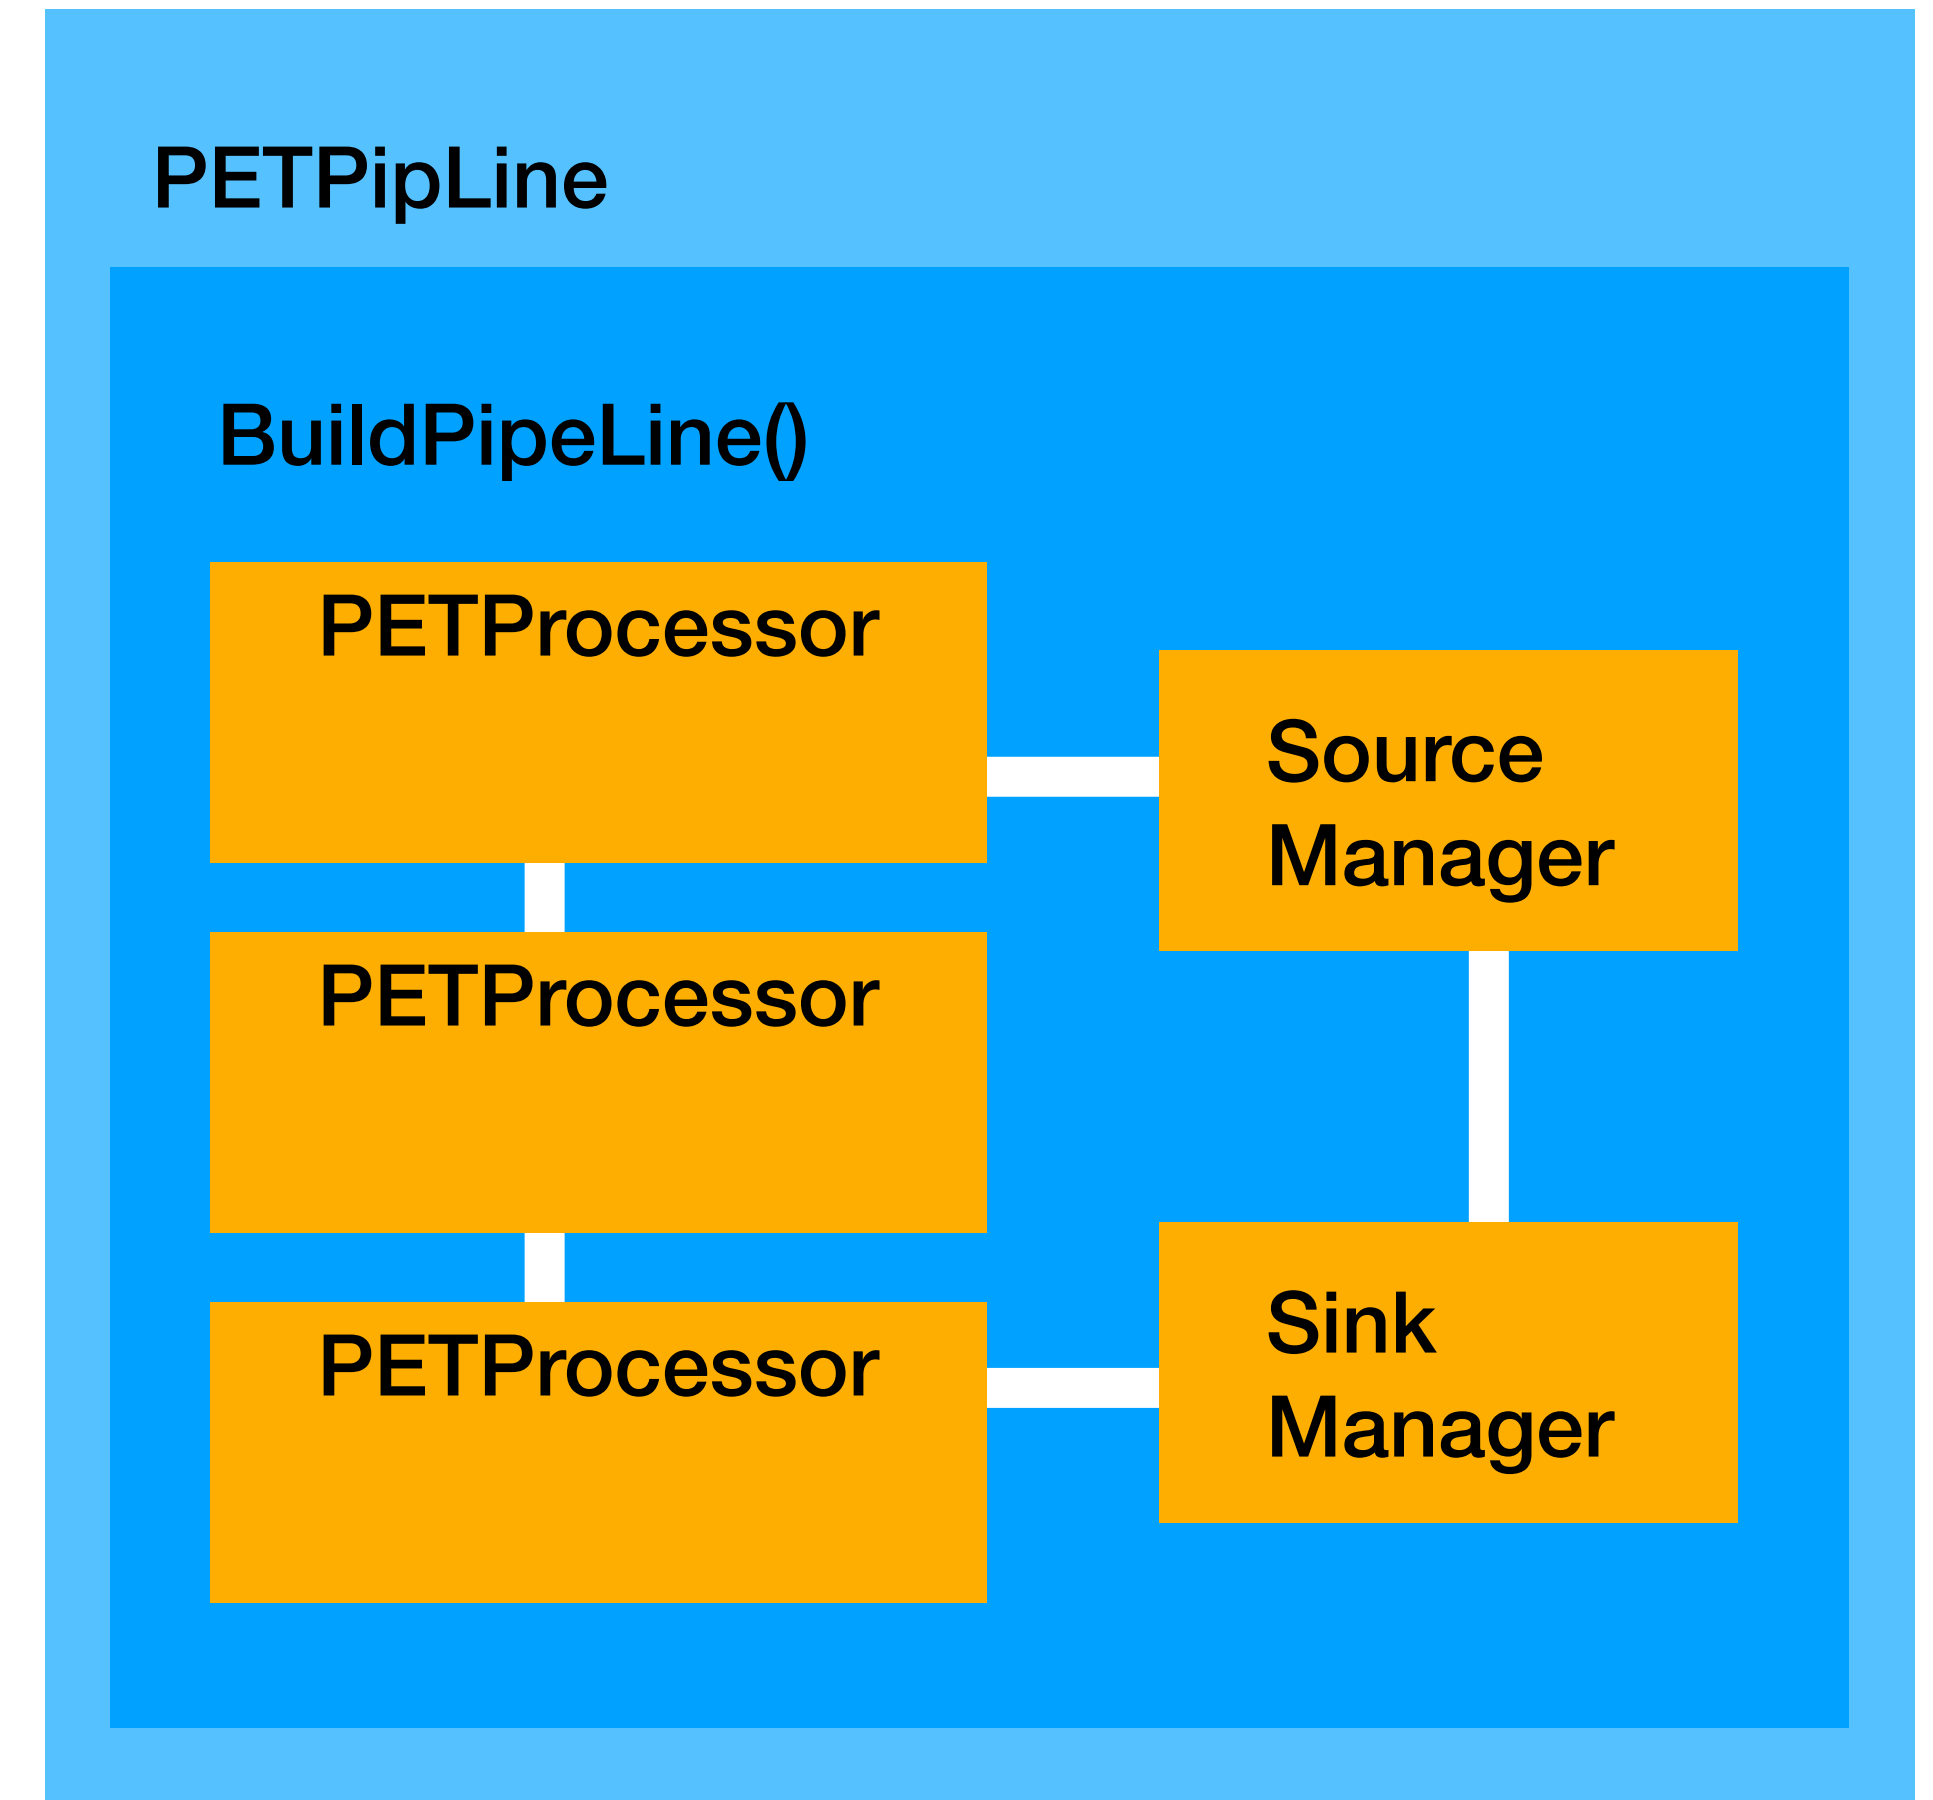 PETPipLine
BuildPipeLine()
PETProcessor
Source
Manager
PETProcessor
PETProcessor
Sink
Manager